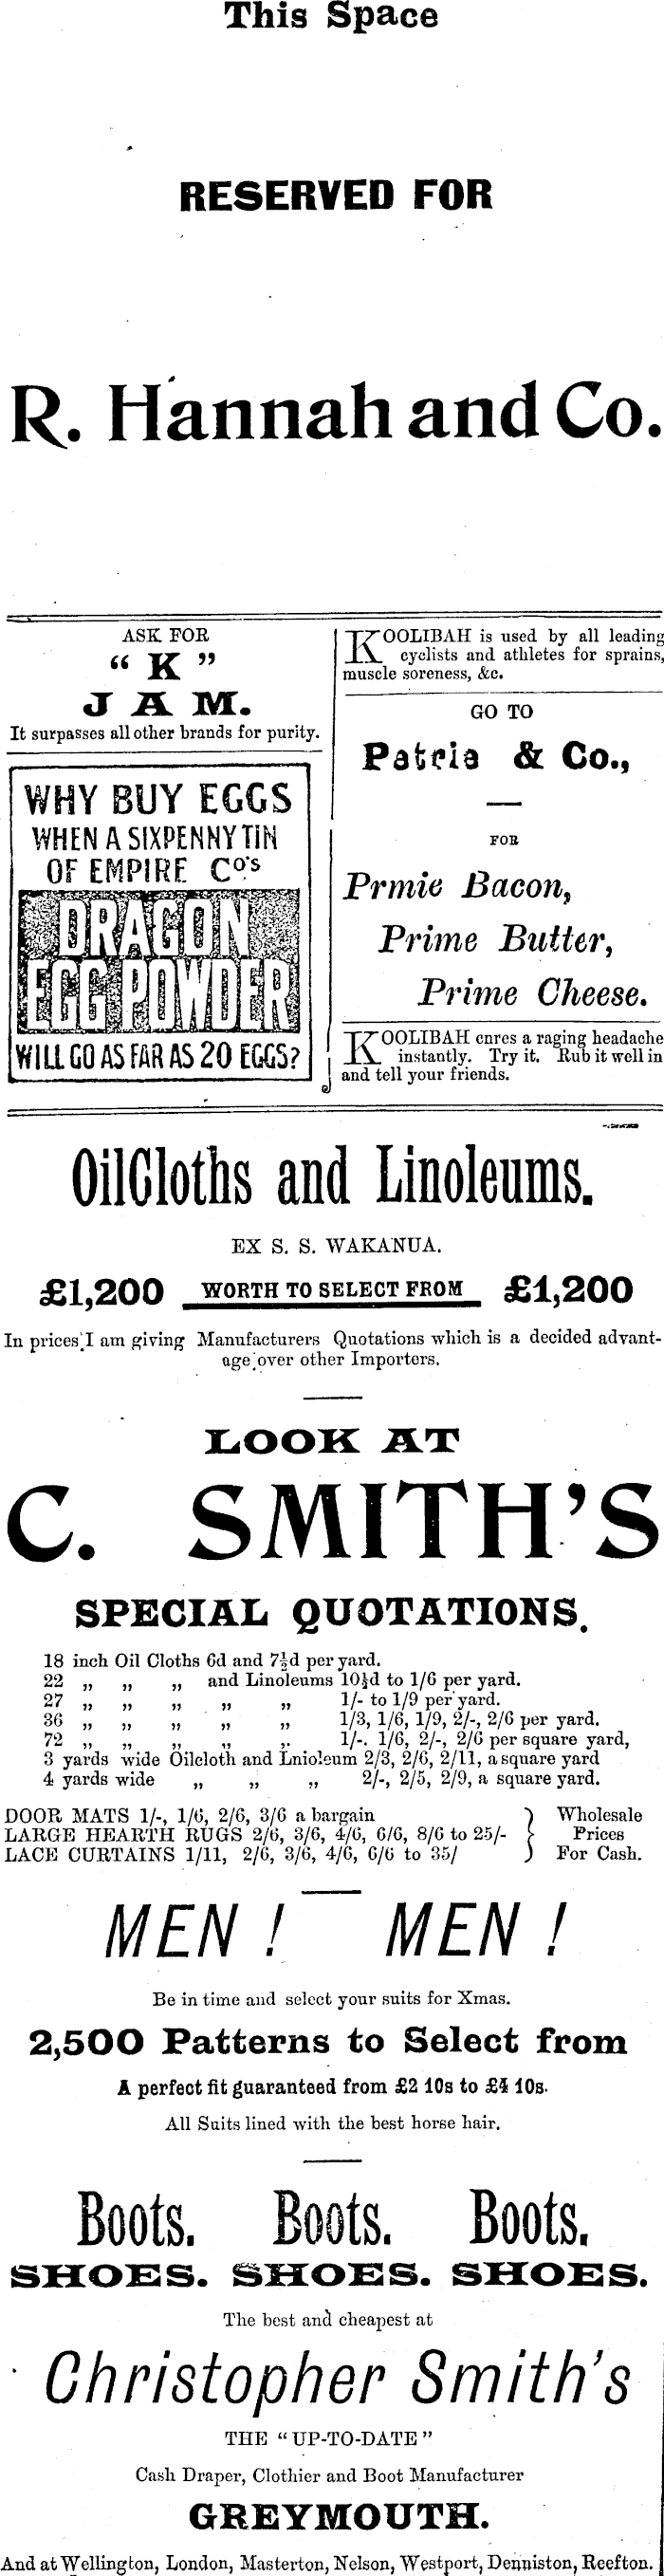 This Space
RESERVED FOR
R. Hannah and Co.
ASK FOR
" K "
JAM.
It surpasses all other brands for purity.
WHY BUY EGGS
WHEN A SIXPENNY TIN
OF EMPIRE Co's
DRAGON
EGG POWDER
WILL GO AS FAR AS 20 EGGS?
KOOLIBAH is used by all leading
cyclists and athletes for sprains,
muscle soreness, &c.
GO TO
Patria & Co.,
FOR
Prmie Bacon,
Prime Butter,
Prime Cheese.
KOOLIBAH cnres a raging headache
instantly. Try it. Rub it well in
and tell your friends.
OilCloths and Linoleums.
EX S. S. WAKANUA.
£1,200 WORTH TO SELECT FROM £1,200
In prices I am giving Manufacturers Quotations which is a decided advant-
age over other Importers.
LOOK AT
C. SMITH'S
SPECIAL QUOTATIONS.
18 inch Oil Cloths 6d and 7½d per yard.
22 „ „ „ and Linoleums 10½d to 1/6 per yard.
27 „ „ „ „ „ 1/- to 1/9 per yard.
36 „ „ „ „ „ 1/3, 1/6, 1/9, 2/-, 2/6 per yard.
72 „ „ „ „ „ 1/-. 1/6, 2/-, 2/6 per square yard,
3 yards wide Oilcloth and Lnioleum 2/3, 2/6, 2/11, a square yard
4 yards wide „ „ „ 2/-, 2/5, 2/9, a square yard.
DOOR MATS 1/-, 1/6, 2/6, 3/6 a bargain } Wholesale
LARGE HEARTH RUGS 2/6, 3/6, 4/6, 6/6, 8/6 to 25/- } Prices
LACE CURTAINS 1/11, 2/6, 3/6, 4/6, 6/6 to 35/ } For Cash.
MEN ! MEN !
Be in time and select your suits for Xmas.
2,500 Patterns to Select from
A perfect fit guaranteed from £2 10s to £4 10s.
All Suits lined with the best horse hair.
Boots. Boots. Boots.
SHOES. SHOES. SHOES.
The best and cheapest at
Christopher Smith's
THE " UP-TO-DATE "
Cash Draper, Clothier and Boot Manufacturer
GREYMOUTH.
And at Wellington, London, Masterton, Nelson, Westport, Denniston, Reefton.